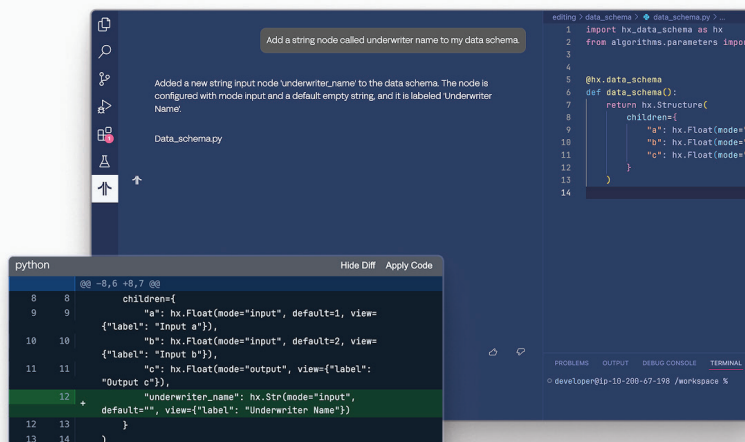 Add a string node called underwriter name to my data schema.
Added a new string input node 'underwriter_name' to the data schema. The node is
configured with mode input and a default empty string, and it is labeled 'Underwriter
Name'.
Data_schema.py
1
editing > data_schema > data_schema.py > ...
1 import hx_data_schema as hx
2 from algorithms.parameters impor
3
4
5 @hx.data_schema
6 def data_schema():
7 return hx.Structure(
8 children={
9 "a": hx.Float(mode="
10 "b": hx.Float(mode="
11 "c": hx.Float(mode="
12 }
13 )
14
PROBLEMS OUTPUT DEBUG CONSOLE TERMINAL
developer@ip-10-200-67-198 /workspace %
python Hide Diff Apply Code
@@ -8,6 +8,7 @@
8 8 children={
9 9 "a": hx.Float(mode="input", default=1, view=
{"label": "Input a"}),
10 10 "b": hx.Float(mode="input", default=2, view=
{"label": "Input b"}),
11 11 "c": hx.Float(mode="output", view={"label":
"Output c"}),
12 + "underwriter_name": hx.Str(mode="input",
default="", view={"label": "Underwriter Name"})
12 13 }
13 14 )